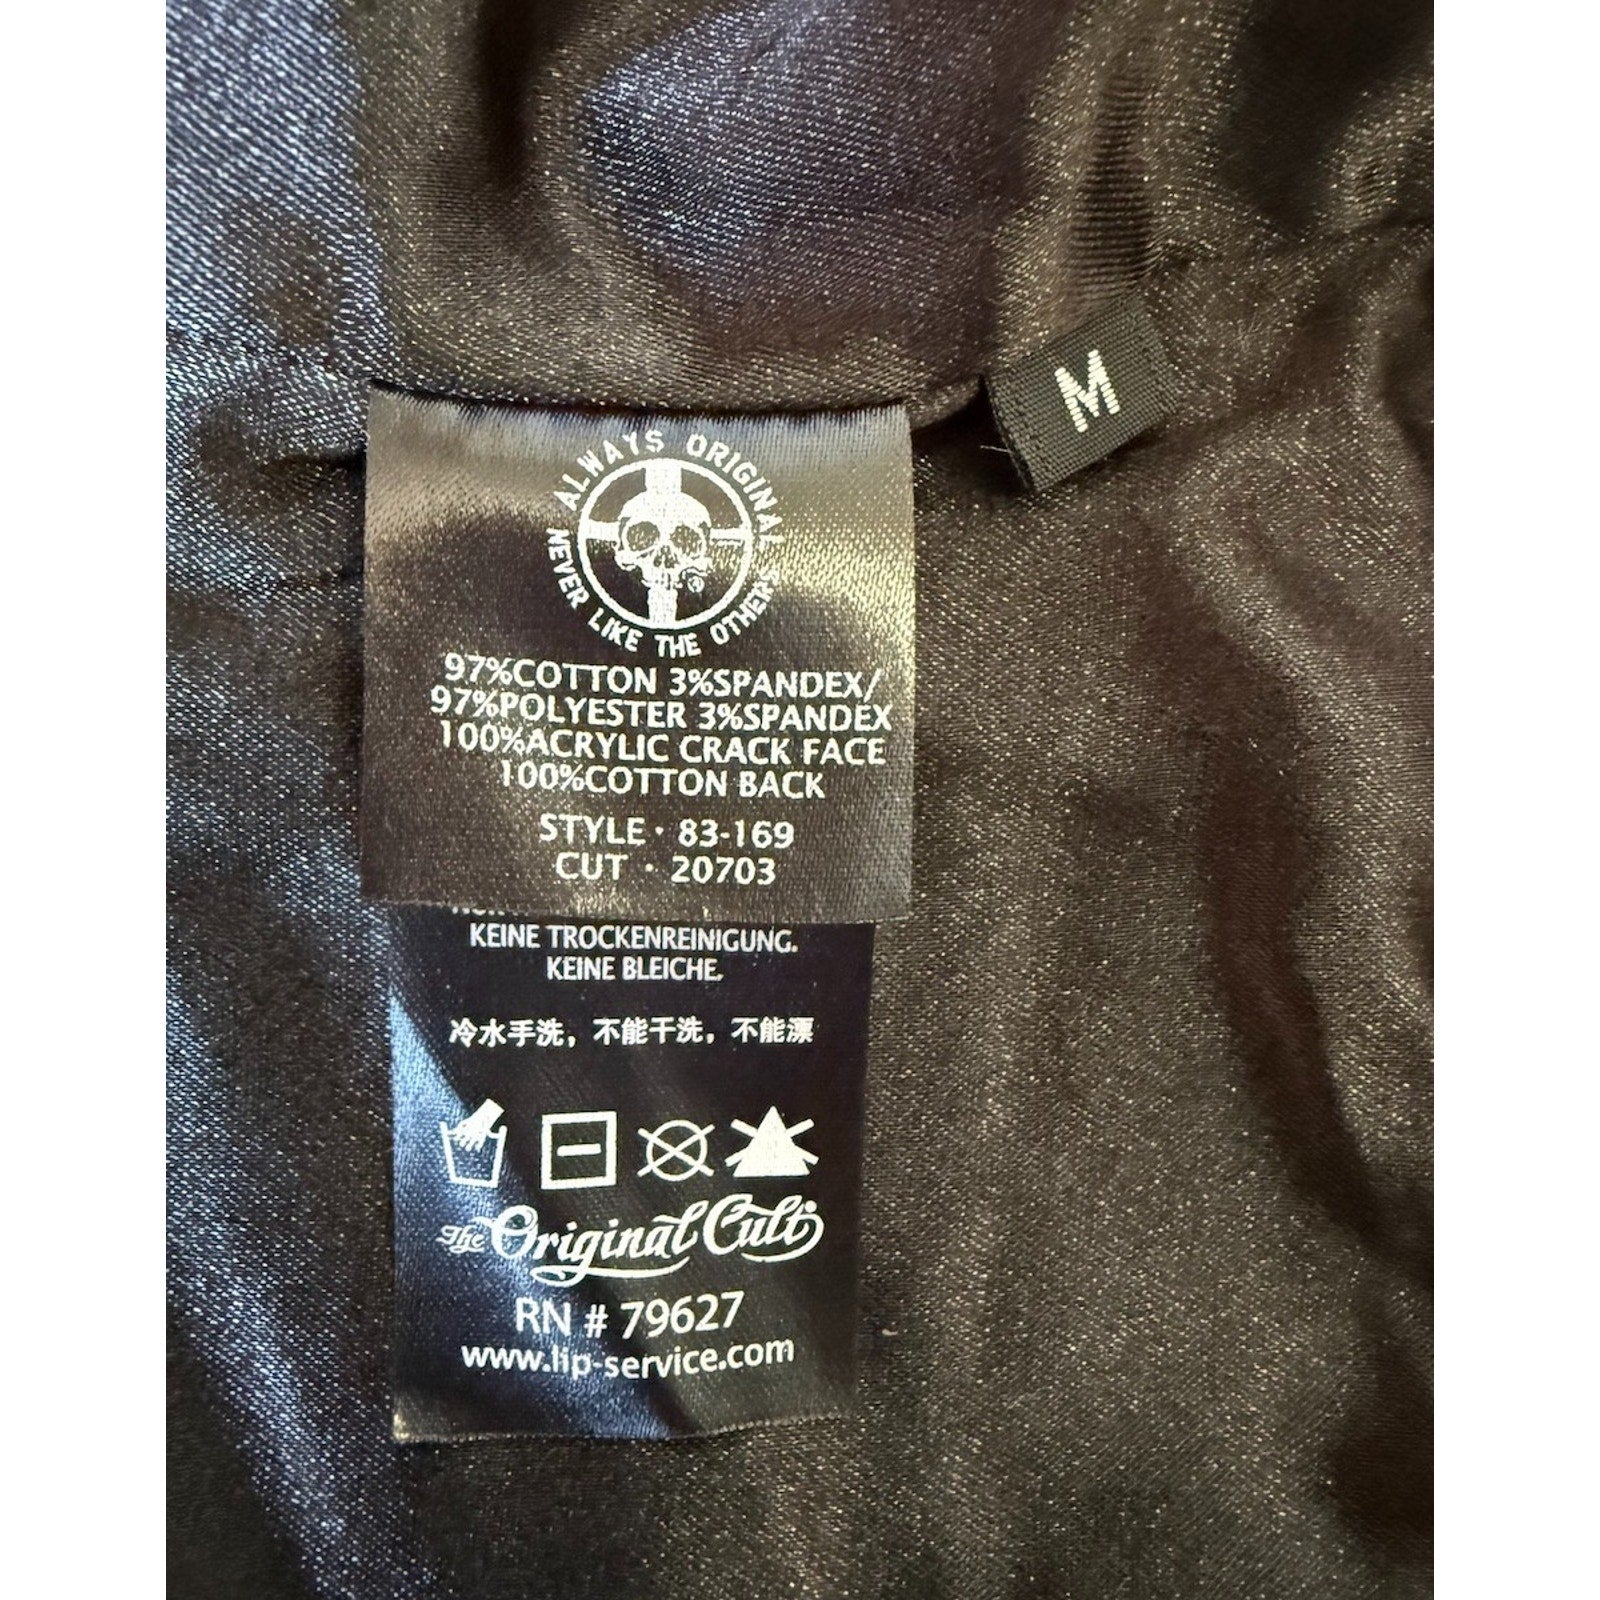 M
ALWAYS ORIGINAL
NEVER LIKE THE OTHERS
97%COTTON 3%SPANDEX/
97%POLYESTER 3%SPANDEX
100%ACRYLIC CRACK FACE
100%COTTON BACK
STYLE · 83-169
CUT · 20703
KEINE TROCKENREINIGUNG.
KEINE BLEICHE.
冷水手洗，不能干洗，不能漂
The Original Cult
RN # 79627
www.lip-service.com